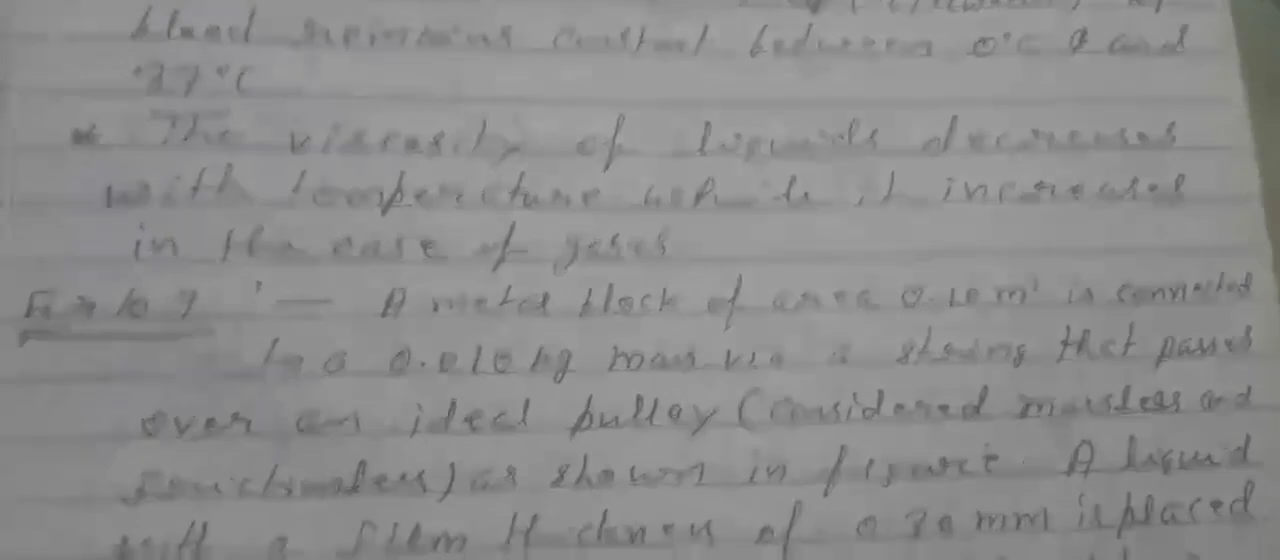 blood remains constant between 0°c & and
37°C
* The viscosity of liquids decreases
with temperature while it increases
in the case of gases
Ex 10.7 :- A metal block of area 0.10 m² is connected
to a 0.010 kg mass via a string that passes
over an ideal pulley (considered massless and
frictionless) as shown in figure. A liquid
with a film thickness of 0.30 mm is placed